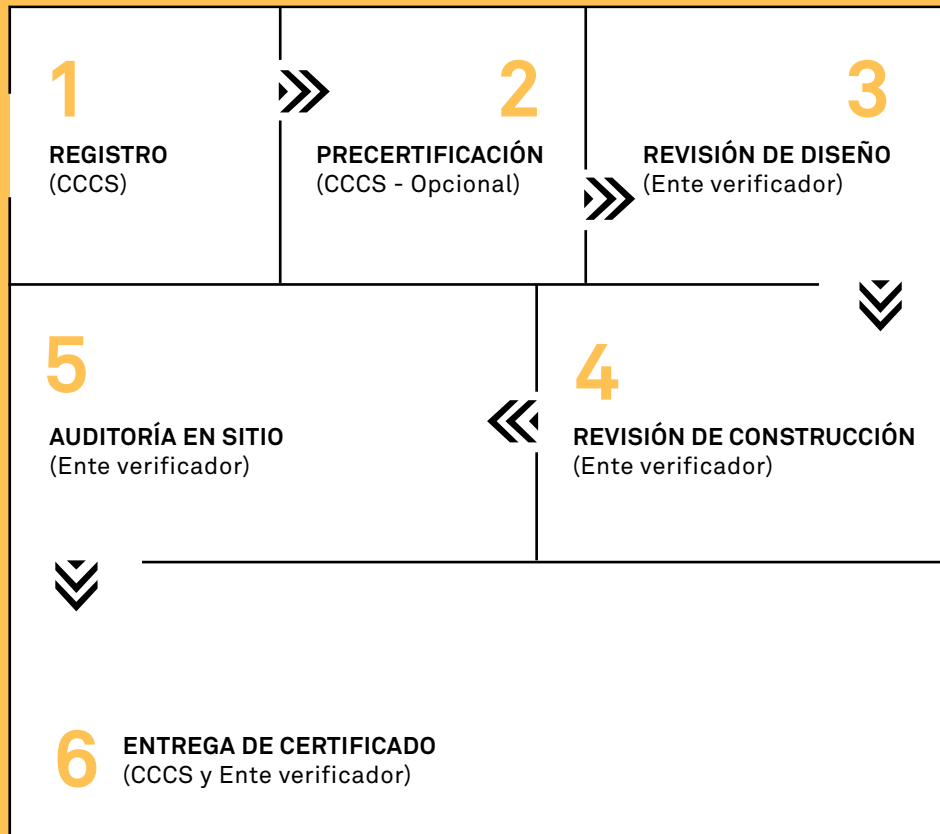 1
REGISTRO
(CCCS)
2
PRECERTIFICACIÓN
(CCCS - Opcional)
3
REVISIÓN DE DISEÑO
(Ente verificador)
4
REVISIÓN DE CONSTRUCCIÓN
(Ente verificador)
5
AUDITORÍA EN SITIO
(Ente verificador)
6
ENTREGA DE CERTIFICADO
(CCCS y Ente verificador)